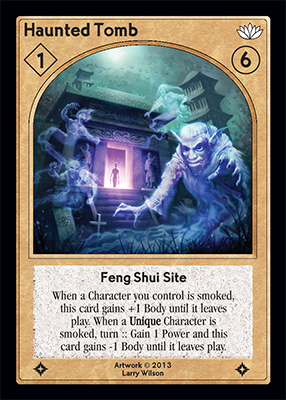 Haunted Tomb
1
6
Feng Shui Site
When a Character you control is smoked,
this card gains +1 Body until it leaves
play. When a Unique Character is
smoked, turn :: Gain 1 Power and this
card gains -1 Body until it leaves play.
Artwork © 2013
Larry Wilson